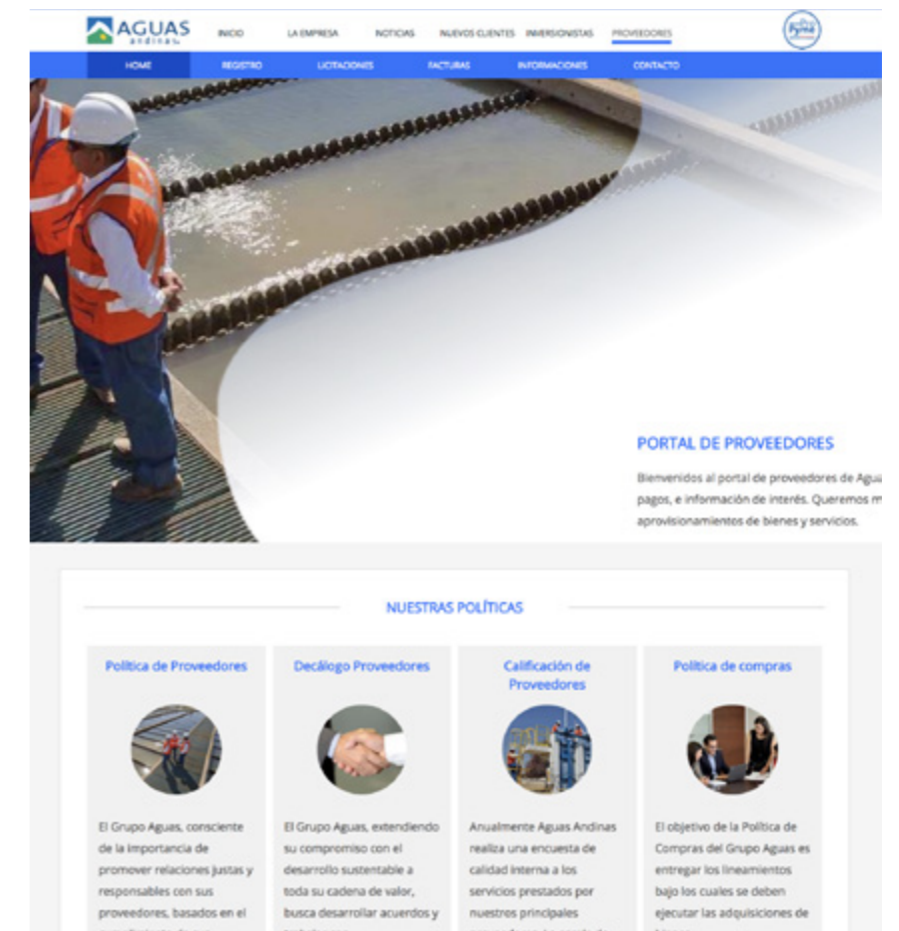 AGUAS
andinas
INICIO
LA EMPRESA
NOTICIAS
NUEVOS CLIENTES
INVERSIONISTAS
PROVEEDORES
Pyme
HOME
REGISTRO
LICITACIONES
FACTURAS
INFORMACIONES
CONTACTO
PORTAL DE PROVEEDORES
Bienvenidos al portal de proveedores de Agua
pagos, e información de interés. Queremos m
aprovisionamientos de bienes y servicios.
NUESTRAS POLÍTICAS
Política de Proveedores
El Grupo Aguas, consciente
de la importancia de
promover relaciones justas y
responsables con sus
proveedores, basados en el
Decálogo Proveedores
El Grupo Aguas, extendiendo
su compromiso con el
desarrollo sustentable a
toda su cadena de valor,
busca desarrollar acuerdos y
Calificación de
Proveedores
Anualmente Aguas Andinas
realiza una encuesta de
calidad interna a los
servicios prestados por
nuestros principales
Política de compras
El objetivo de la Política de
Compras del Grupo Aguas es
entregar los lineamientos
bajo los cuales se deben
ejecutar las adquisiciones de